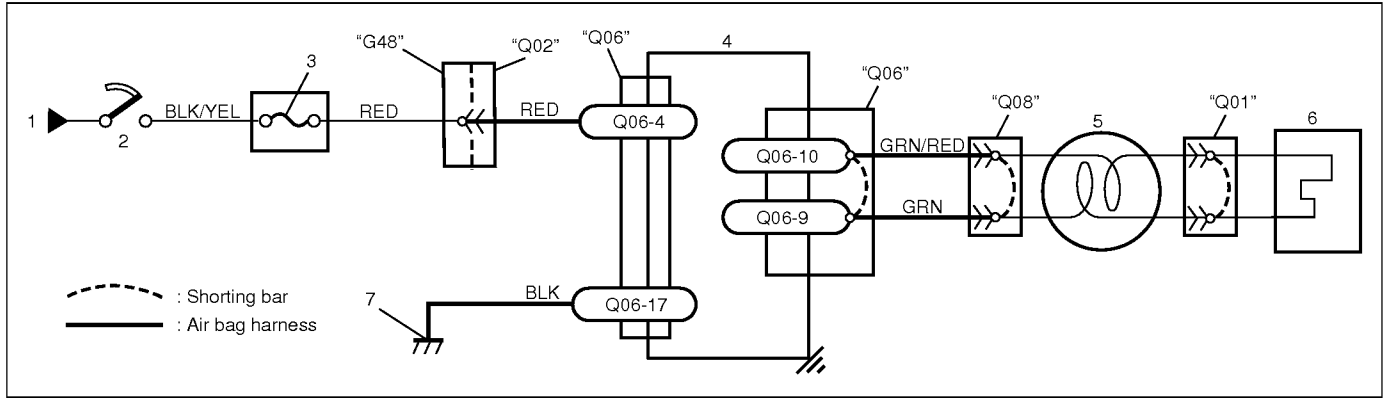 “G48”
“Q02”
“Q06”
4
3
“Q06”
“Q08”
5
“Q01”
6
1
2
BLK/YEL
RED
RED
Q06-4
Q06-10
GRN/RED
Q06-9
GRN
7
BLK
Q06-17
: Shorting bar
: Air bag harness